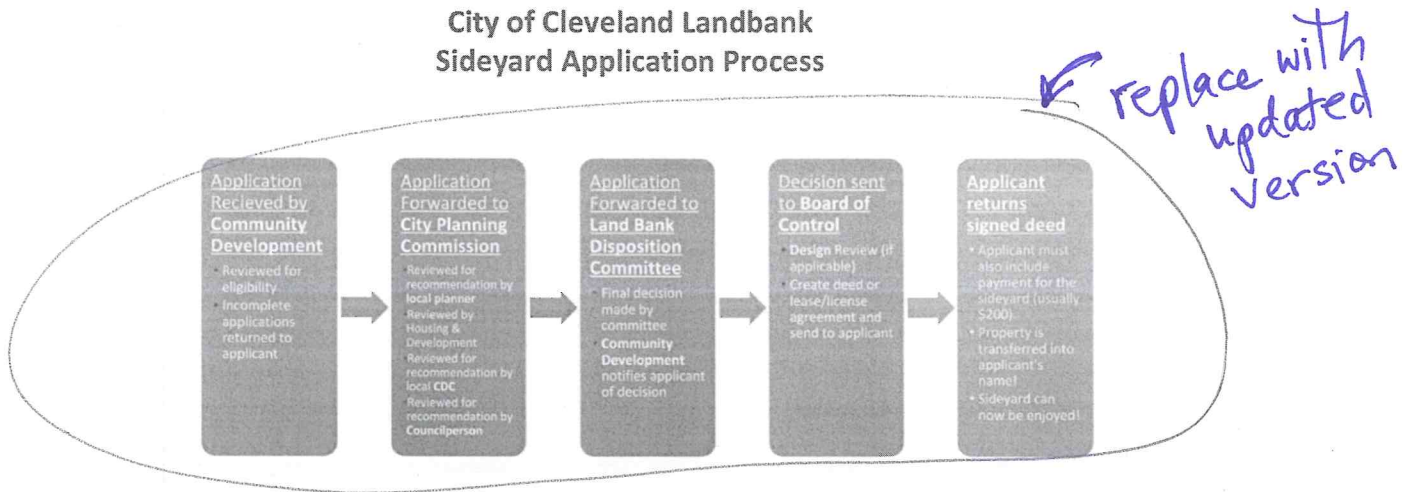 City of Cleveland Landbank
Sideyard Application Process
replace with
updated
version
Application
Recieved by
Community
Development
• Reviewed for
eligibility
• Incomplete
applications
returned to
applicant
Application
Forwarded to
City Planning
Commission
•Reviewed for
recommendation by
local planner
•Reviewed by
Housing &
Development
•Reviewed for
recommendation by
local CDC
•Reviewed for
recommendation by
Councilperson
Application
Forwarded to
Land Bank
Disposition
Committee
• Final decision
made by
committee
• Community
Development
notifies applicant
of decision
Decision sent
to Board of
Control
• Design Review (if
applicable)
• Create deed or
lease/license
agreement and
send to applicant
Applicant
returns
signed deed
• Applicant must
also include
payment for the
sideyard (usually
$200).
• Property is
transferred into
applicant's
name!
• Sideyard can
now be enjoyed!